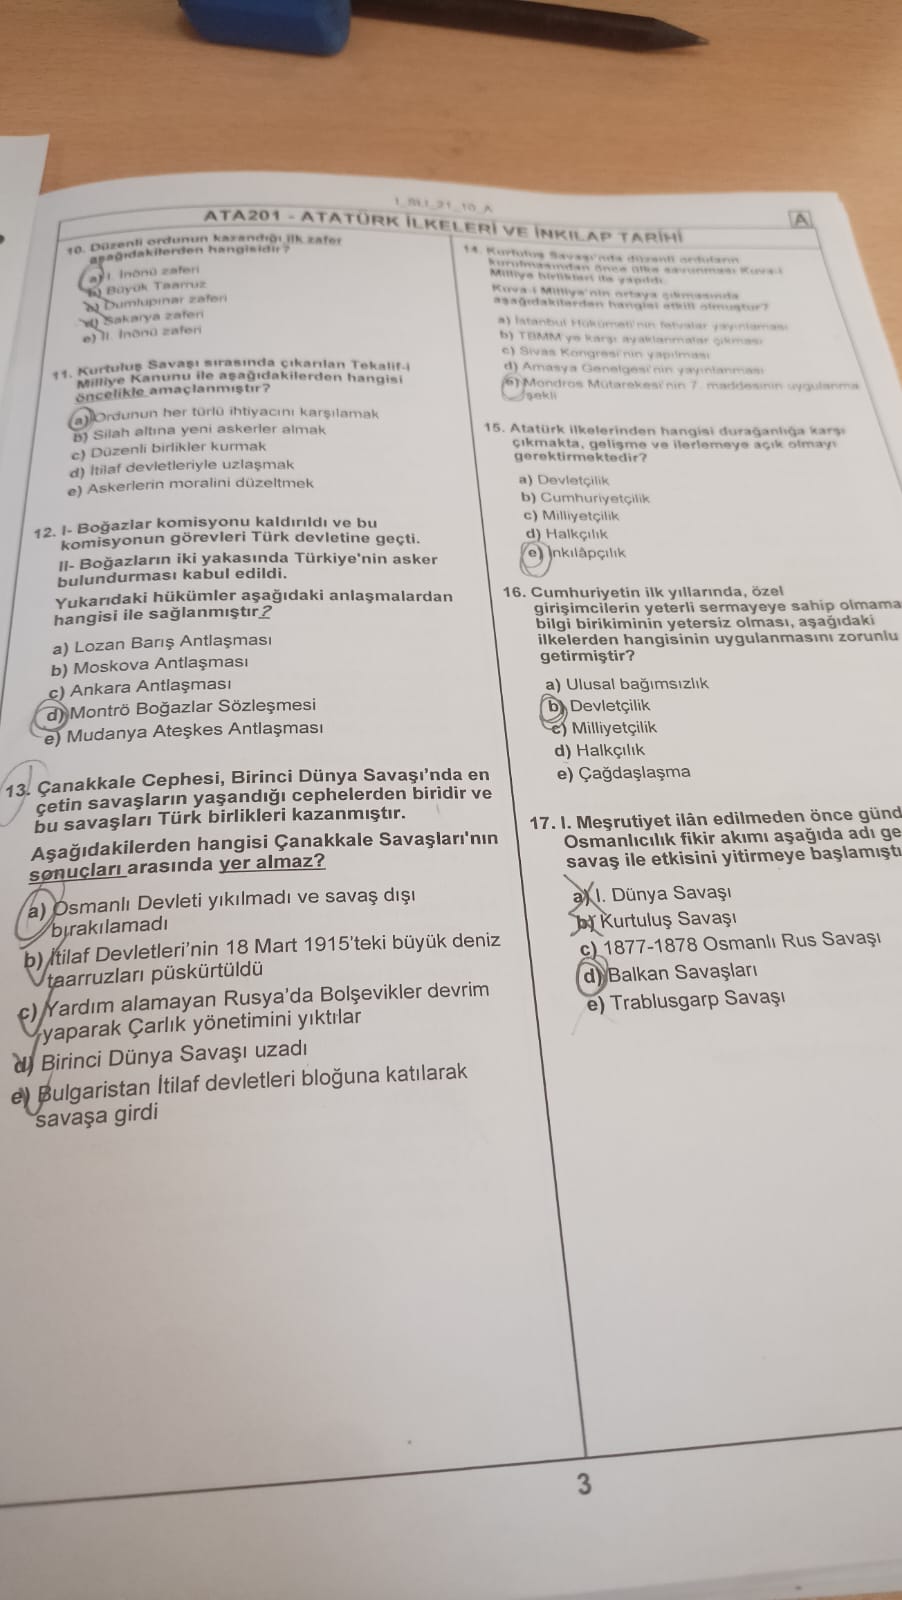 A
ATA201 - ATATÜRK İLKELERİ VE İNKILAP TARİHİ
10. Düzenli ordunun kazandığı ilk zafer
aşağıdakilerden hangisidir?
a) I. İnönü zaferi
b) Büyük Taarruz
c) Dumlupınar zaferi
d) Sakarya zaferi
e) II. İnönü zaferi
11. Kurtuluş Savaşı sırasında çıkarılan Tekalif-i
Milliye Kanunu ile aşağıdakilerden hangisi
öncelikle amaçlanmıştır?
a) Ordunun her türlü ihtiyacını karşılamak
b) Silah altına yeni askerler almak
c) Düzenli birlikler kurmak
d) İtilaf devletleriyle uzlaşmak
e) Askerlerin moralini düzeltmek
12. I- Boğazlar komisyonu kaldırıldı ve bu
komisyonun görevleri Türk devletine geçti.
II- Boğazların iki yakasında Türkiye'nin asker
bulundurması kabul edildi.
Yukarıdaki hükümler aşağıdaki anlaşmalardan
hangisi ile sağlanmıştır?
a) Lozan Barış Antlaşması
b) Moskova Antlaşması
c) Ankara Antlaşması
d) Montrö Boğazlar Sözleşmesi
e) Mudanya Ateşkes Antlaşması
13. Çanakkale Cephesi, Birinci Dünya Savaşı'nda en
çetin savaşların yaşandığı cephelerden biridir ve
bu savaşları Türk birlikleri kazanmıştır.
Aşağıdakilerden hangisi Çanakkale Savaşları'nın
sonuçları arasında yer almaz?
a) Osmanlı Devleti yıkılmadı ve savaş dışı
bırakılamadı
b) İtilaf Devletleri'nin 18 Mart 1915'teki büyük deniz
taarruzları püskürtüldü
c) Yardım alamayan Rusya'da Bolşevikler devrim
yaparak Çarlık yönetimini yıktılar
d) Birinci Dünya Savaşı uzadı
e) Bulgaristan İtilaf devletleri bloğuna katılarak
savaşa girdi
14. Kurtuluş Savaşı'nda düzenli orduların
kurulmasından önce ülke savunması Kuva-i
Milliye birlikleri ile yapıldı.
Kuva-i Milliye'nin ortaya çıkmasında
aşağıdakilerden hangisi etkili olmuştur?
a) İstanbul Hükümeti'nin fetvalar yayınlaması
b) TBMM'ye karşı ayaklanmalar çıkması
c) Sivas Kongresi'nin yapılması
d) Amasya Genelgesi'nin yayınlanması
e) Mondros Mütarekesi'nin 7. maddesinin uygulanma
şekli
15. Atatürk ilkelerinden hangisi durağanlığa karşı
çıkmakta, gelişme ve ilerlemeye açık olmayı
gerektirmektedir?
a) Devletçilik
b) Cumhuriyetçilik
c) Milliyetçilik
d) Halkçılık
e) İnkılâpçılık
16. Cumhuriyetin ilk yıllarında, özel
girişimcilerin yeterli sermayeye sahip olmama
bilgi birikiminin yetersiz olması, aşağıdaki
ilkelerden hangisinin uygulanmasını zorunlu
getirmiştir?
a) Ulusal bağımsızlık
b) Devletçilik
c) Milliyetçilik
d) Halkçılık
e) Çağdaşlaşma
17. I. Meşrutiyet ilân edilmeden önce günd
Osmanlıcılık fikir akımı aşağıda adı ge
savaş ile etkisini yitirmeye başlamıştı
a) I. Dünya Savaşı
b) Kurtuluş Savaşı
c) 1877-1878 Osmanlı Rus Savaşı
d) Balkan Savaşları
e) Trablusgarp Savaşı
3